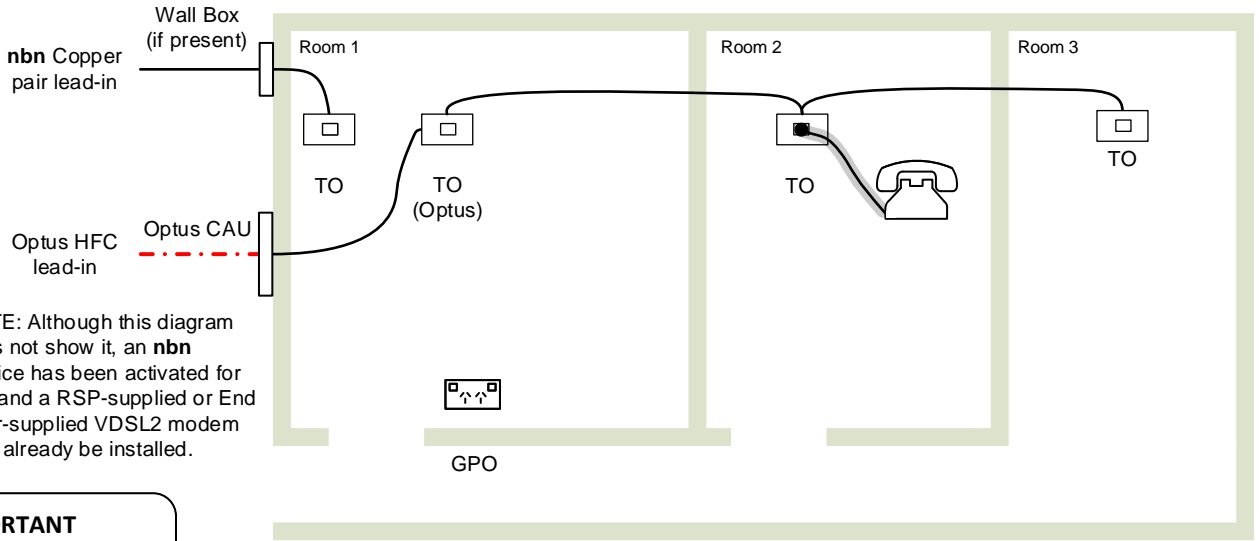 Wall Box
(if present)
nbn Copper
pair lead-in
Room 1
Room 2
Room 3
TO
TO
(Optus)
TO
TO
Optus CAU
Optus HFC
lead-in
TE: Although this diagram
s not show it, an nbn
ice has been activated for
and a RSP-supplied or End
r-supplied VDSL2 modem
already be installed.
GPO
RTANT